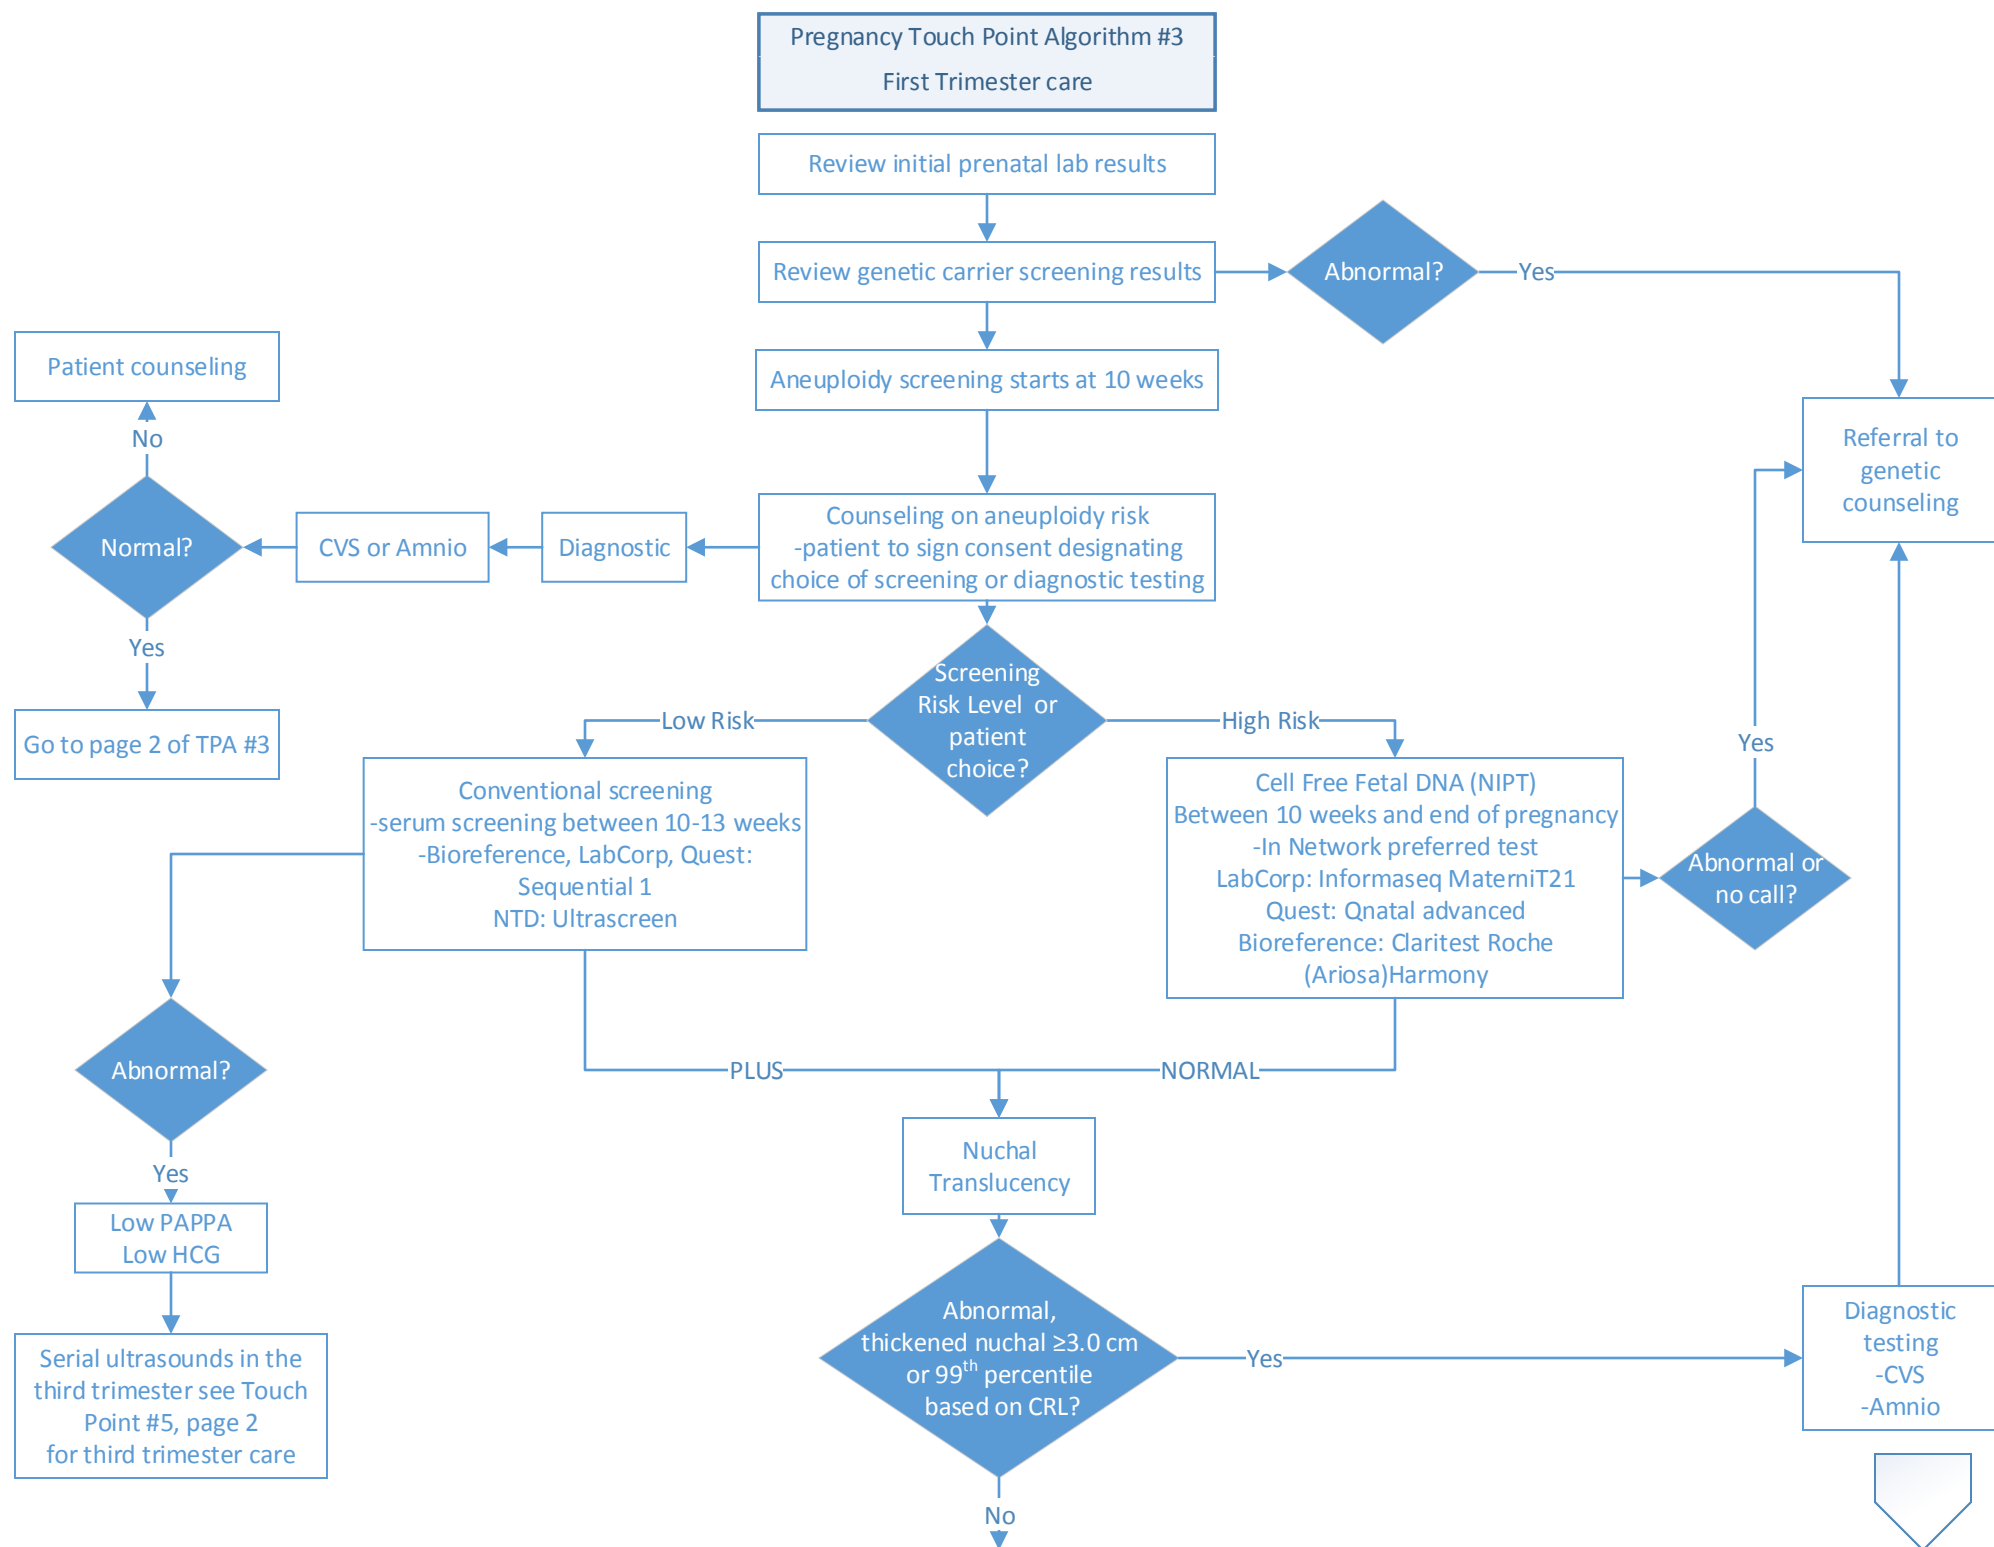 Pregnancy Touch Point Algorithm #3
First Trimester care
Review initial prenatal lab results
Review genetic carrier screening results
Abnormal?
Yes
Aneuploidy screening starts at 10 weeks
Patient counseling
No
Normal?
Yes
Go to page 2 of TPA #3
CVS or Amnio
Diagnostic
Counseling on aneuploidy risk
-patient to sign consent designating
choice of screening or diagnostic testing
Referral to
genetic
counseling
Screening
Risk Level or
patient
choice?
Low Risk
High Risk
Conventional screening
-serum screening between 10-13 weeks
-Bioreference, LabCorp, Quest:
Sequential 1
NTD: Ultrascreen
Cell Free Fetal DNA (NIPT)
Between 10 weeks and end of pregnancy
-In Network preferred test
LabCorp: Informaseq MaterniT21
Quest: Qnatal advanced
Bioreference: Claritest Roche
(Ariosa)Harmony
Yes
Abnormal or
no call?
Abnormal?
Yes
Low PAPPA
Low HCG
Serial ultrasounds in the
third trimester see Touch
Point #5, page 2
for third trimester care
PLUS
NORMAL
Nuchal
Translucency
Abnormal,
thickened nuchal ≥3.0 cm
or 99th percentile
based on CRL?
Yes
Diagnostic
testing
-CVS
-Amnio
No